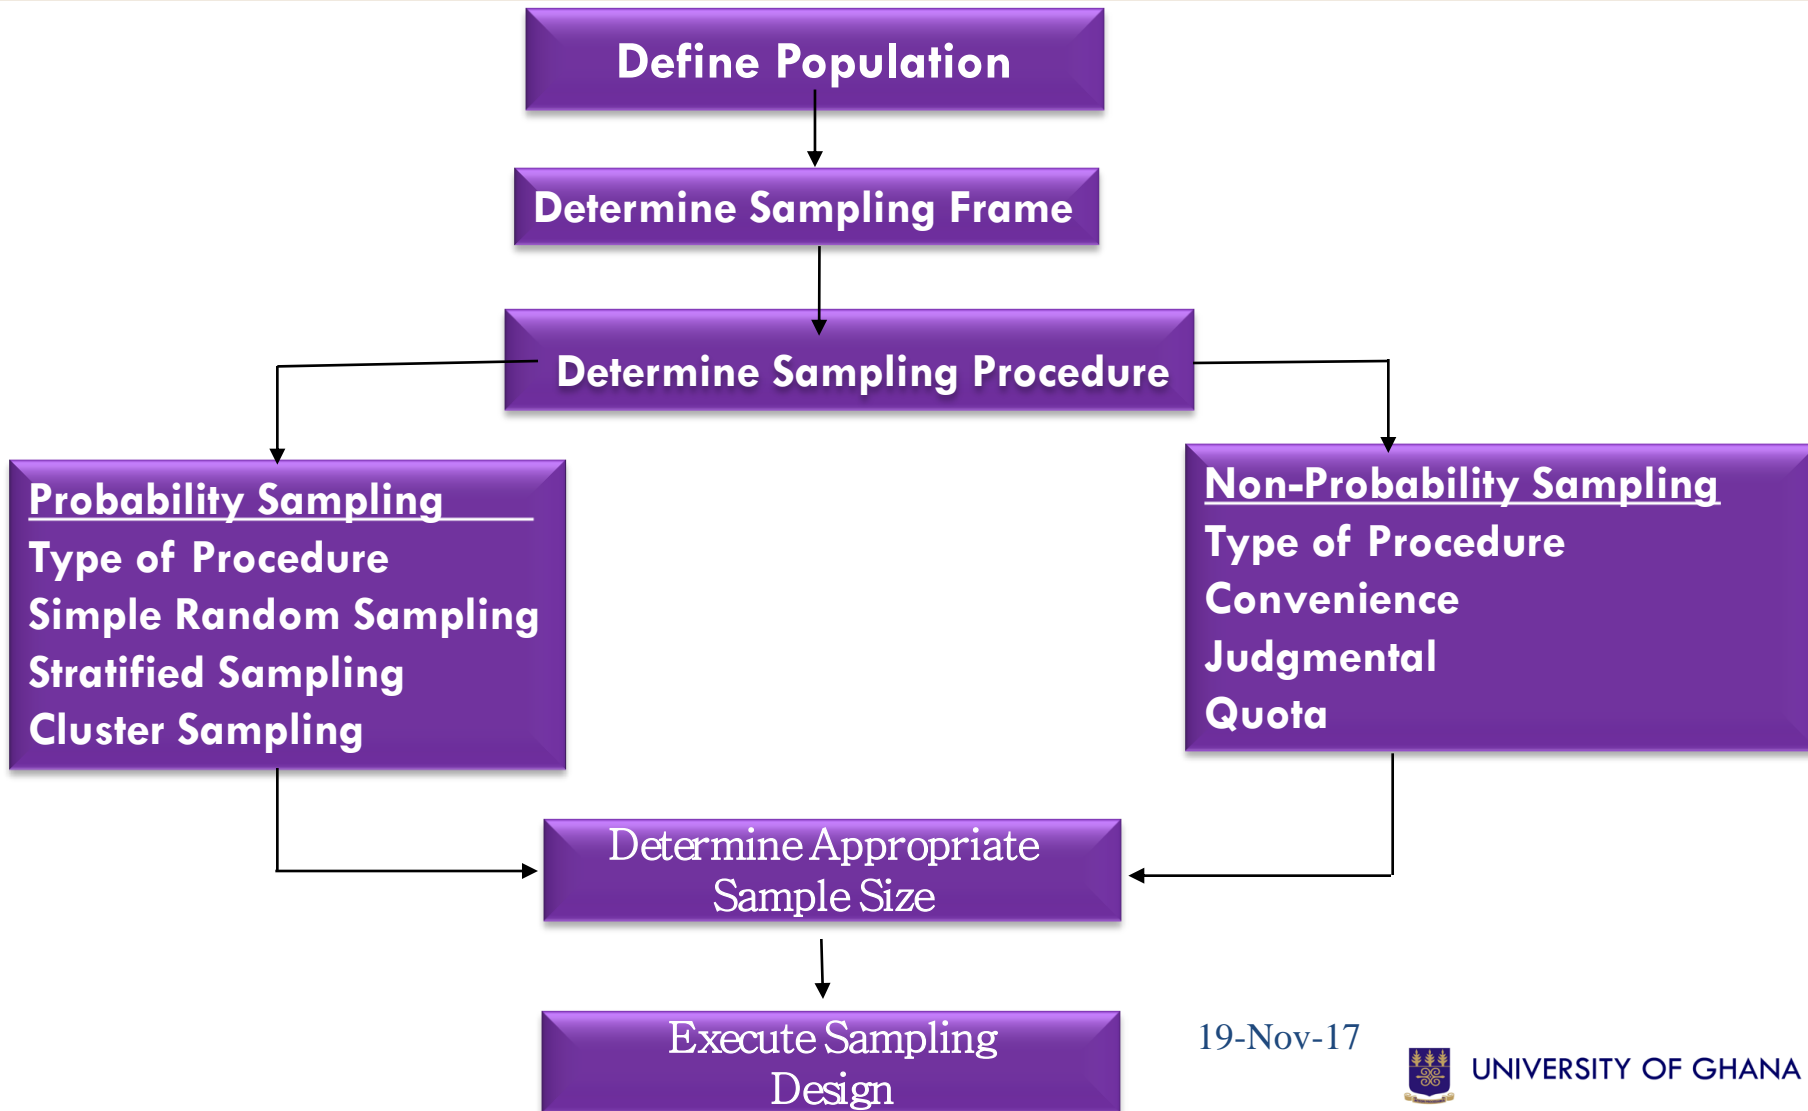 Define Population
Determine Sampling Frame
Determine Sampling Procedure
Probability Sampling
Type of Procedure
Simple Random Sampling
Stratified Sampling
Cluster Sampling
Non-Probability Sampling
Type of Procedure
Convenience
Judgmental
Quota
Determine Appropriate
Sample Size
Execute Sampling
Design
19-Nov-17
UNIVERSITY OF GHANA